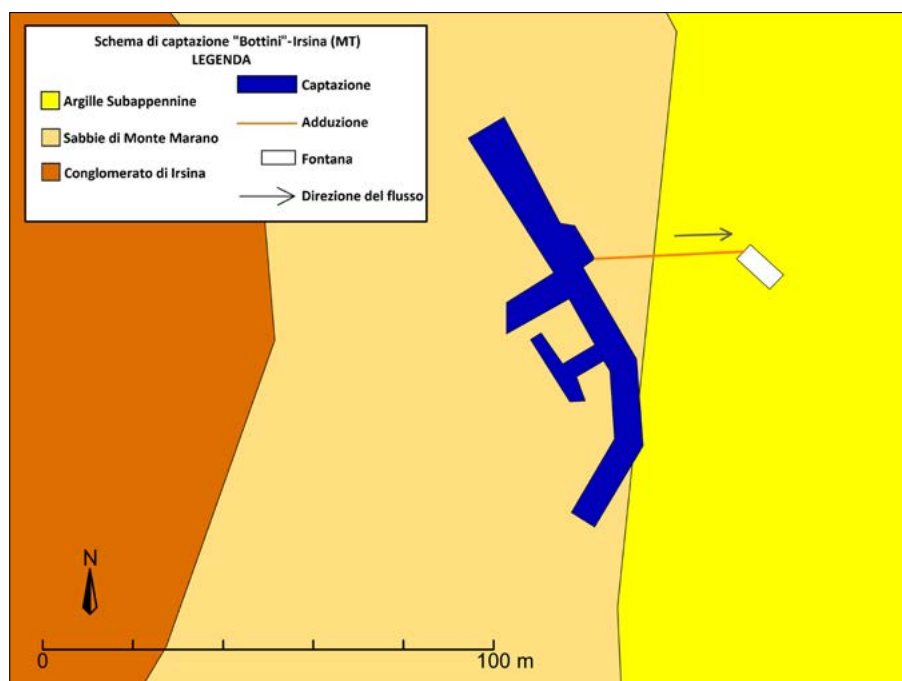 Schema di captazione "Bottini"-Irsina (MT)
LEGENDA
Argille Subappennine
Sabbie di Monte Marano
Conglomerato di Irsina
Captazione
Adduzione
Fontana
Direzione del flusso
N
0
100 m